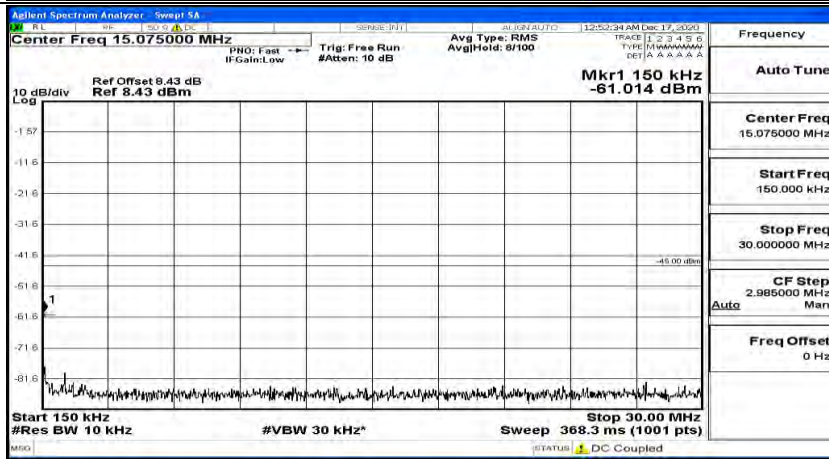 Agilent Spectrum Analyzer - Swept SA
RL RF 50 Ω DC SENSE:INT ALIGN AUTO 12:52:34 AM Dec 17, 2020
Center Freq 15.075000 MHz
PNO: Fast
IFGain:Low
Trig: Free Run
#Atten: 10 dB
Avg Type: RMS
Avg|Hold: 8/100
TRACE 1 2 3 4 5 6
TYPE M WWWWW
DET A A A A A A
Ref Offset 8.43 dB
10 dB/div Ref 8.43 dBm
Log
Mkr1 150 kHz
-61.014 dBm
-1.57
-11.6
-21.6
-31.6
-41.6
-45.00 dBm
-51.6
1
-61.6
-71.6
-81.6
Start 150 kHz Stop 30.00 MHz
#Res BW 10 kHz #VBW 30 kHz* Sweep 368.3 ms (1001 pts)
MSG STATUS DC Coupled
Frequency
Auto Tune
Center Freq
15.075000 MHz
Start Freq
150.000 kHz
Stop Freq
30.000000 MHz
CF Step
2.985000 MHz
Auto Man
Freq Offset
0 Hz